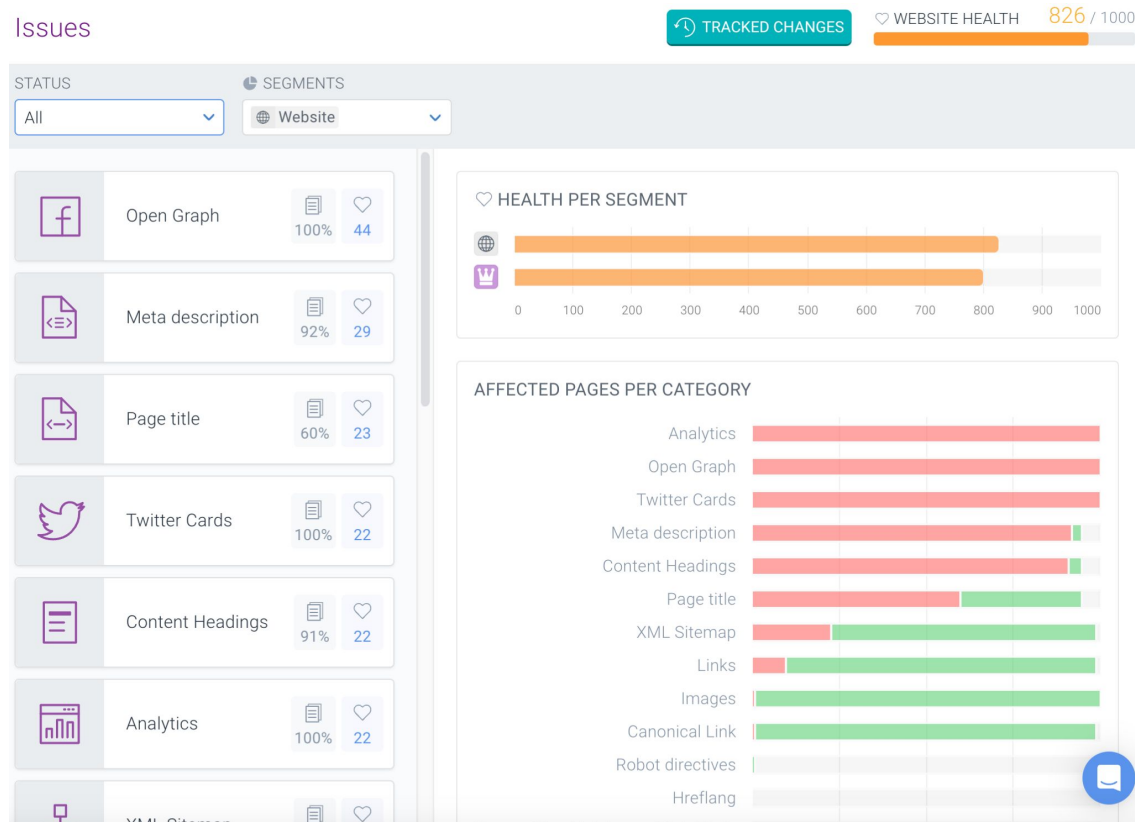 Issues
TRACKED CHANGES
WEBSITE HEALTH 826 / 1000
STATUS
SEGMENTS
All
Website
Open Graph
100% 44
Meta description
92% 29
Page title
60% 23
Twitter Cards
100% 22
Content Headings
91% 22
Analytics
100% 22
XML Sitemap
HEALTH PER SEGMENT
0 100 200 300 400 500 600 700 800 900 1000
AFFECTED PAGES PER CATEGORY
Analytics
Open Graph
Twitter Cards
Meta description
Content Headings
Page title
XML Sitemap
Links
Images
Canonical Link
Robot directives
Hreflang